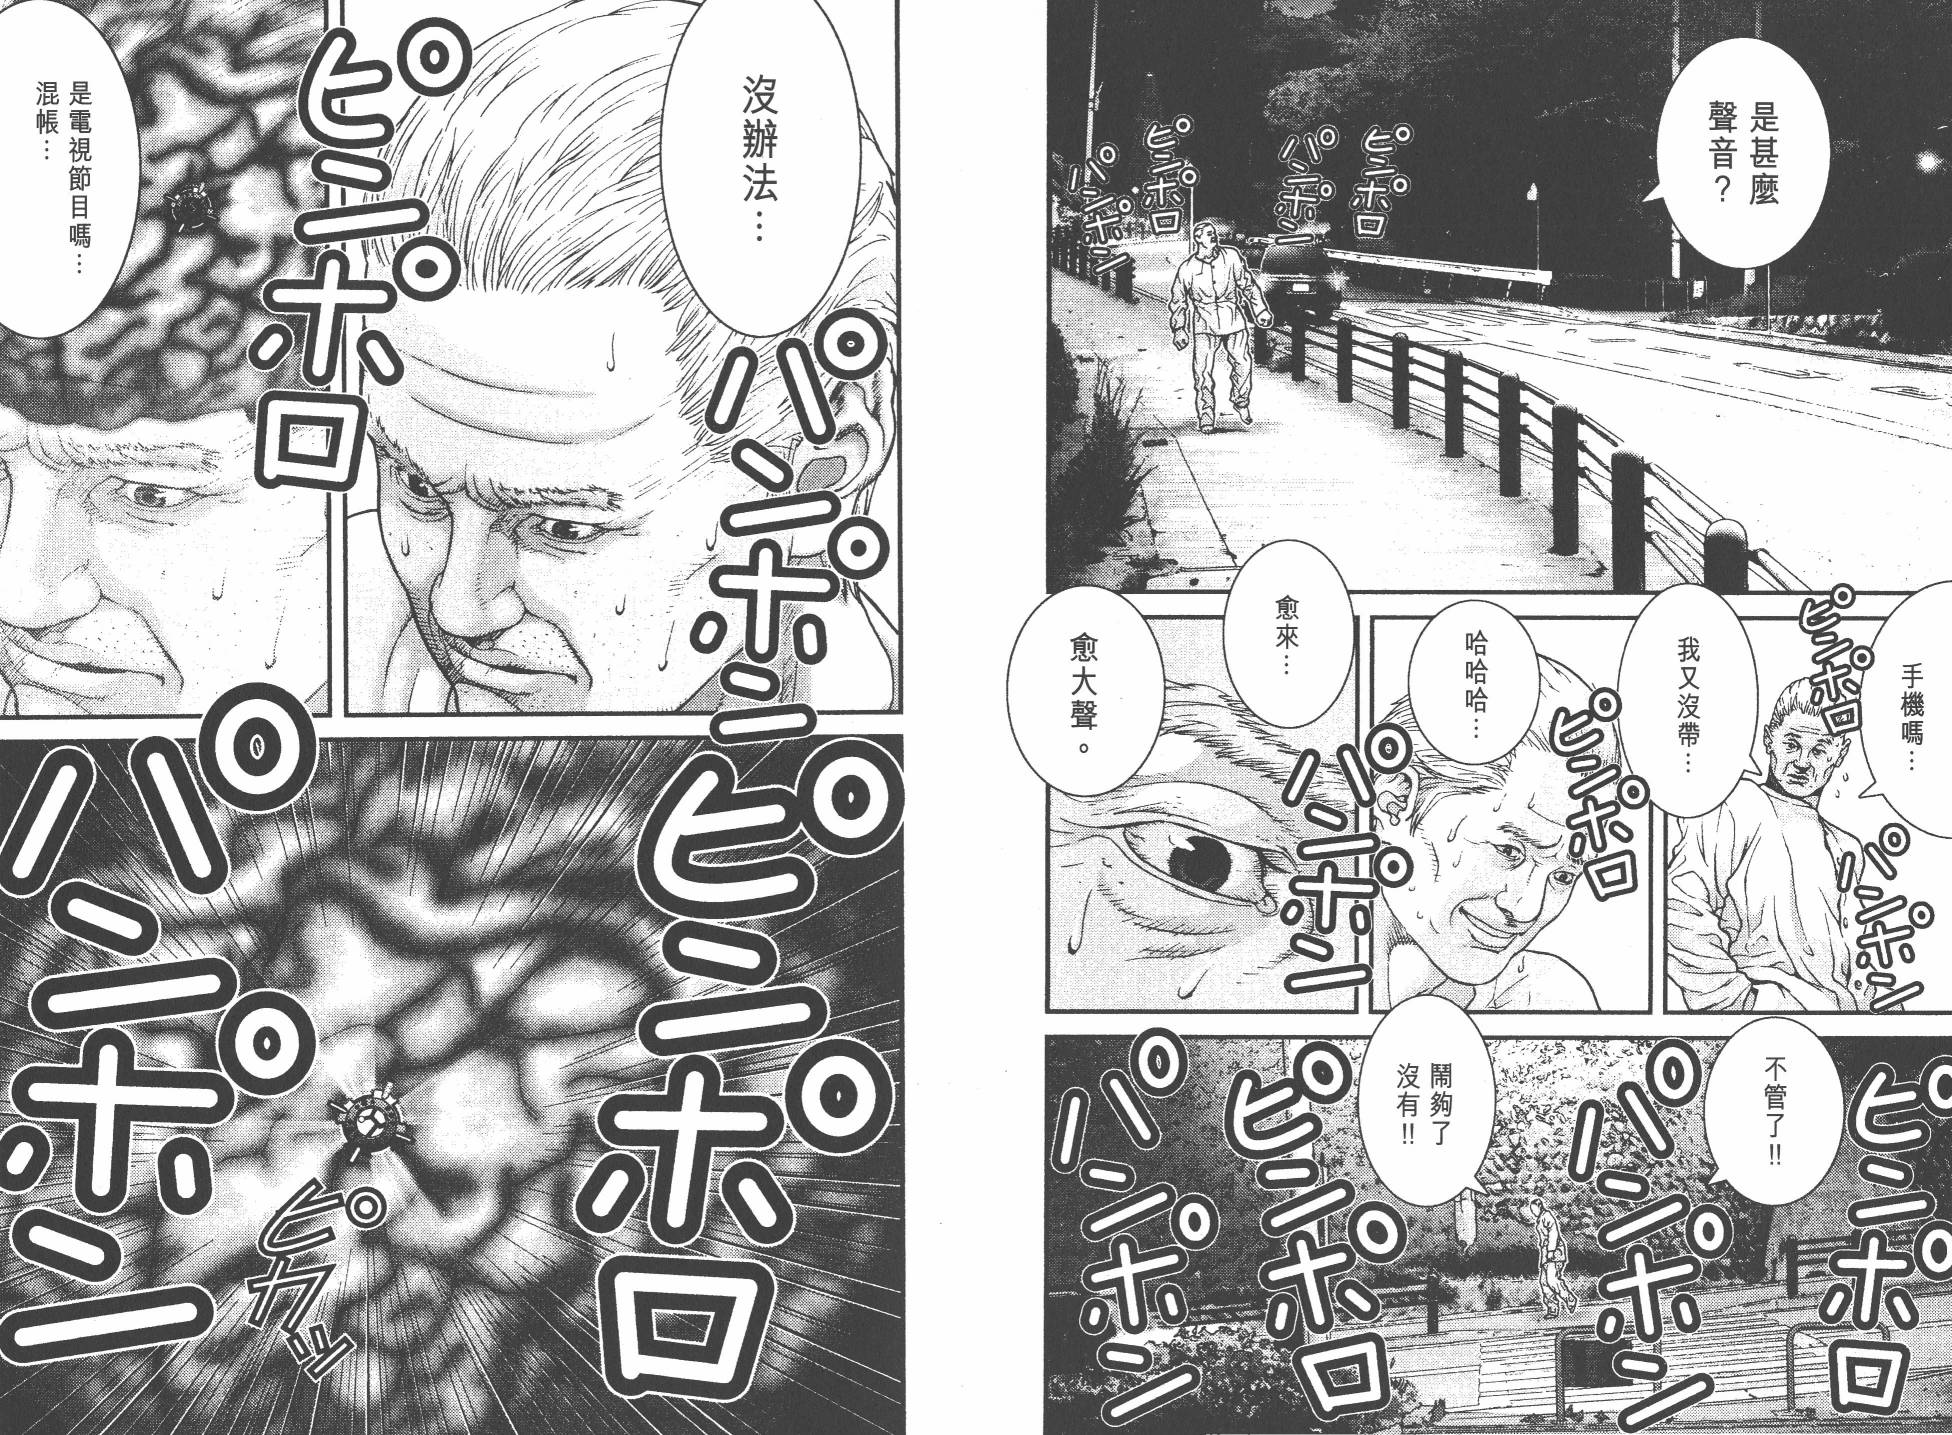 是甚麼
聲音?
ピンポロ
パンポン
ピンポロ
パンポン
手機嗎…
我又沒帶…
ピンポロ
パンポン
哈哈哈…
ピンポロ
愈來…
愈大聲。
パンポン
不管了!!
ピンポロ
パンポン
鬧夠了
沒有!!
ピンポロ
パンポン
沒辦法…
パンポン
ピンポロ
是電視節目嗎…
混帳…
ピンポロ
パンポン
ピカッ